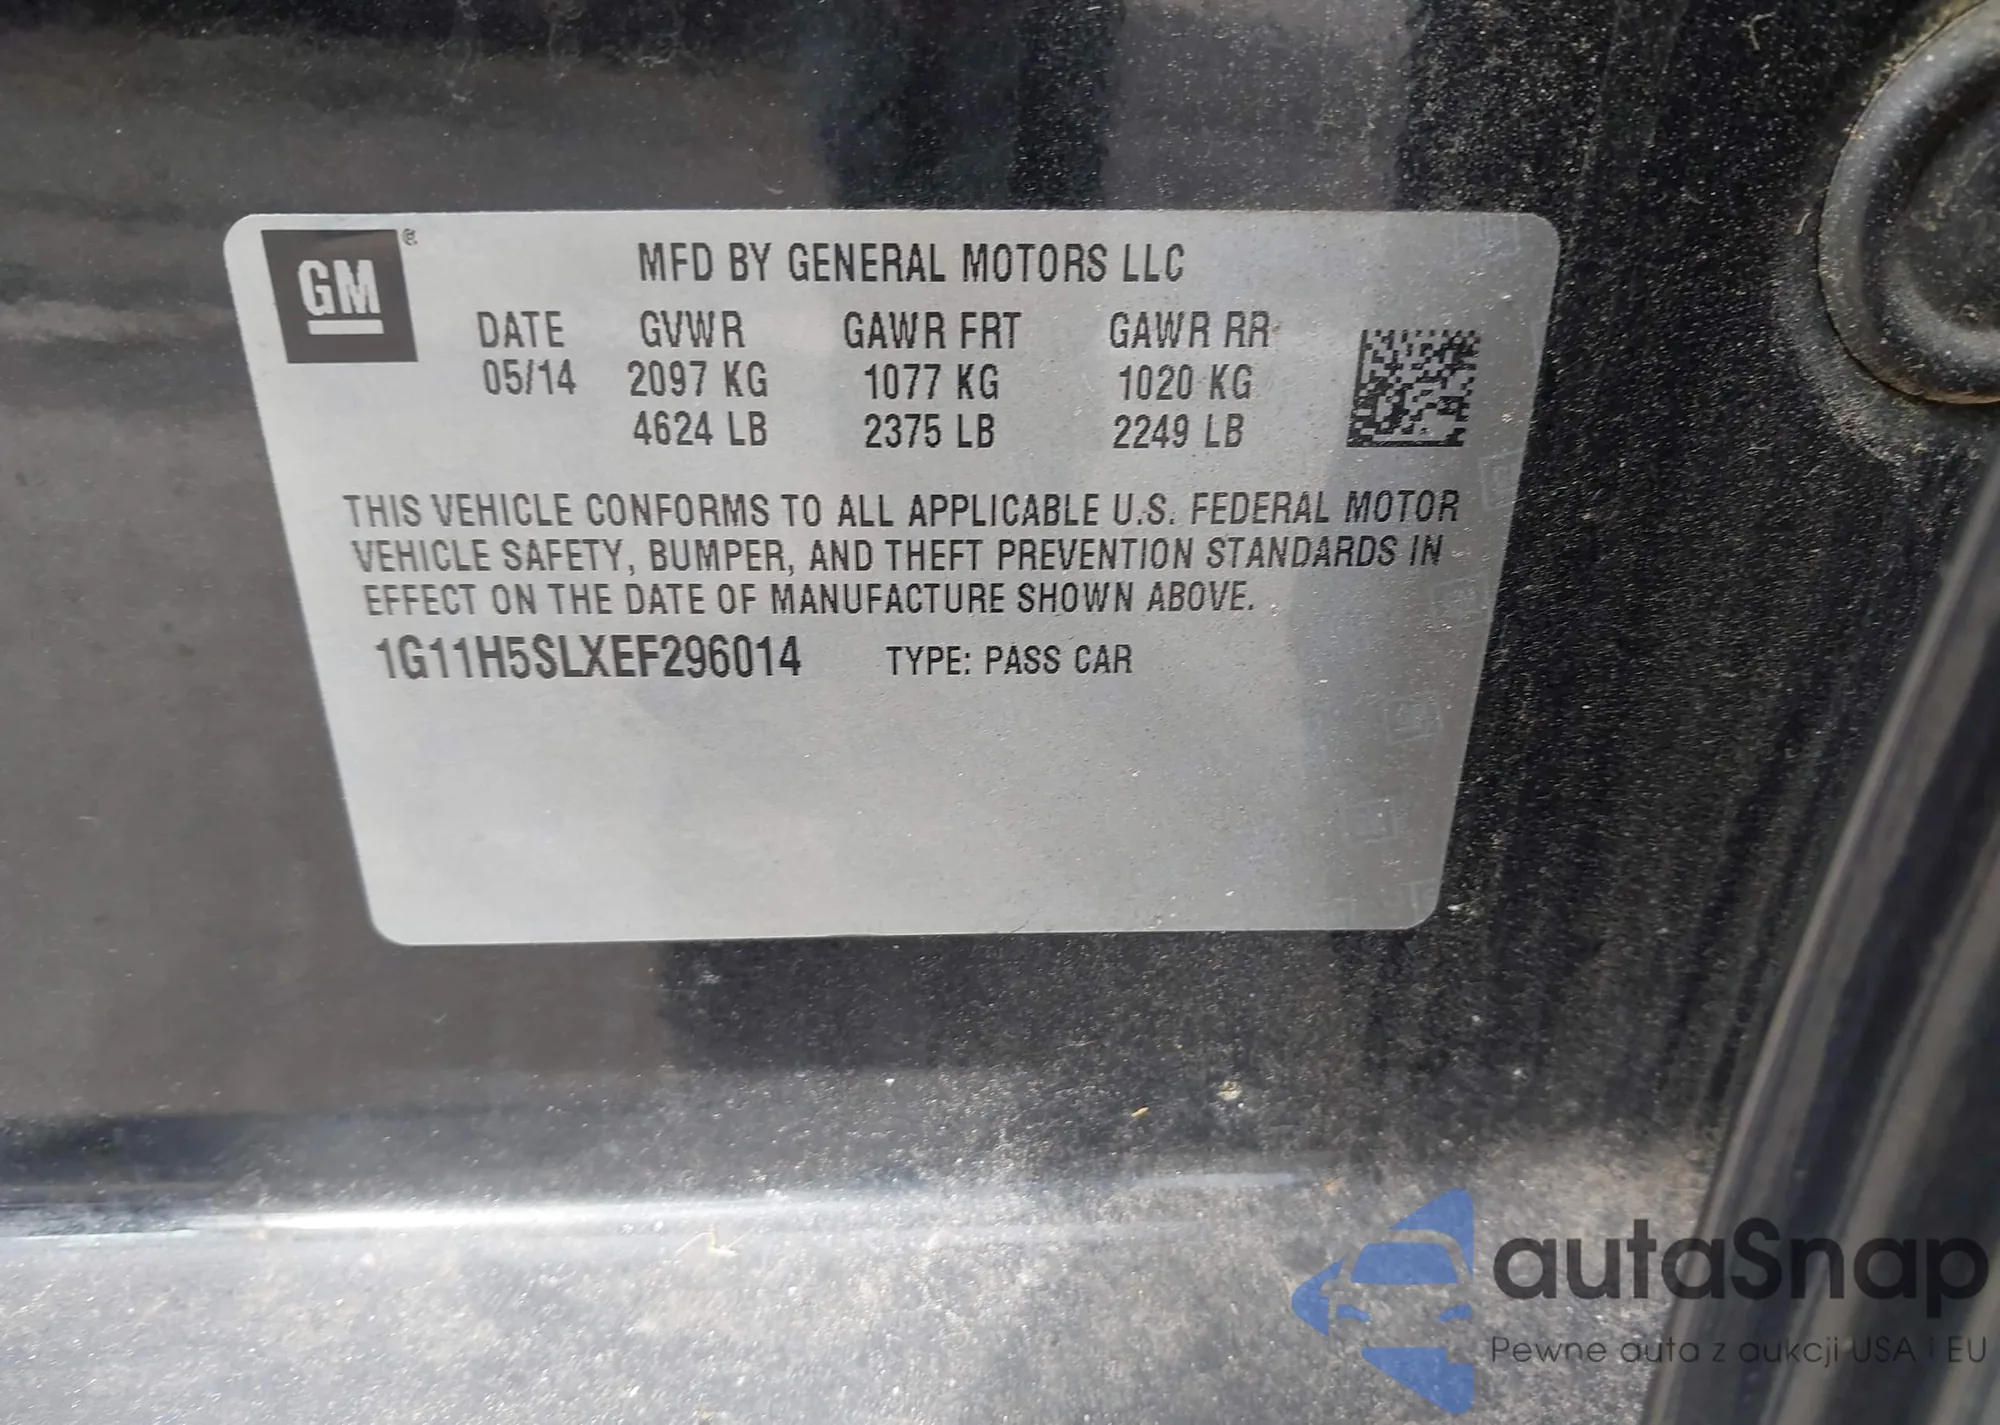 GM
MFD BY GENERAL MOTORS LLC
DATE GVWR GAWR FRT GAWR RR
05/14 2097 KG 1077 KG 1020 KG
4624 LB 2375 LB 2249 LB
THIS VEHICLE CONFORMS TO ALL APPLICABLE U.S. FEDERAL MOTOR
VEHICLE SAFETY, BUMPER, AND THEFT PREVENTION STANDARDS IN
EFFECT ON THE DATE OF MANUFACTURE SHOWN ABOVE.
1G11H5SLXEF296014 TYPE: PASS CAR
autaSnap
Pewne auta z aukcji USA i EU